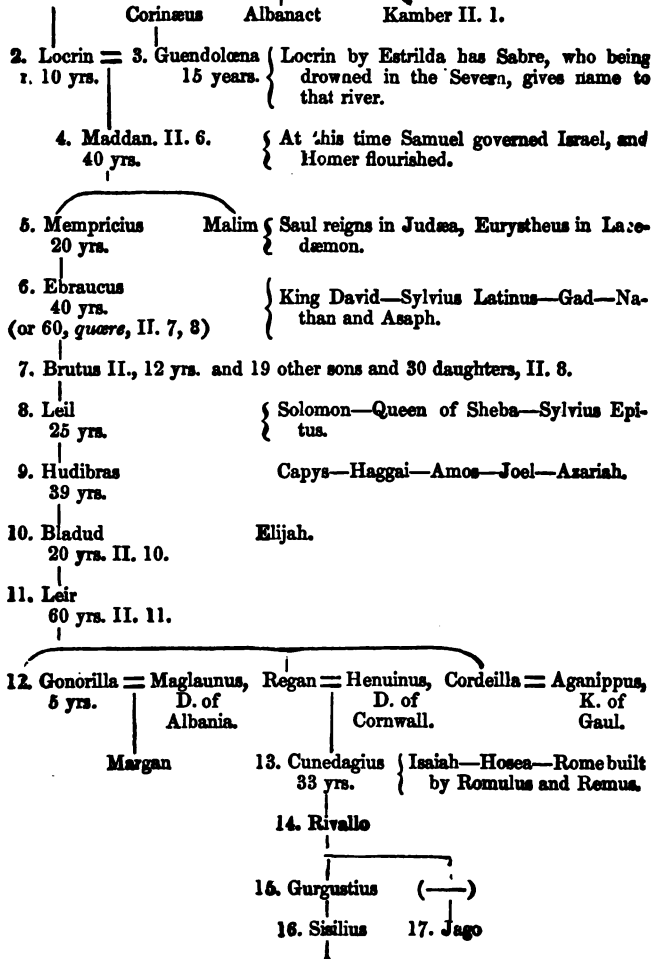 Corinæus Albanact Kamber II. 1.
2. Locrin = 3. Guendolœna { Locrin by Estrilda has Sabre, who being
r. 10 yrs. 15 years. drowned in the Severn, gives name to
that river.
4. Maddan. II. 6. { At this time Samuel governed Israel, and
40 yrs. Homer flourished.
5. Mempricius Malim { Saul reigns in Judæa, Eurystheus in Lace-
20 yrs. dæmon.
6. Ebraucus { King David—Sylvius Latinus—Gad—Na-
40 yrs. than and Asaph.
(or 60, quære, II. 7, 8)
7. Brutus II., 12 yrs. and 19 other sons and 30 daughters, II. 8.
8. Leil { Solomon—Queen of Sheba—Sylvius Epi-
25 yrs. tus.
9. Hudibras Capys—Haggai—Amos—Joel—Azariah.
39 yrs.
10. Bladud Elijah.
20 yrs. II. 10.
11. Leir
60 yrs. II. 11.
12. Gonorilla = Maglaunus, Regan = Henuinus, Cordeilla = Aganippus,
5 yrs. D. of D. of K. of
Albania. Cornwall. Gaul.
Margan 13. Cunedagius { Isaiah—Hosea—Rome built
33 yrs. by Romulus and Remus.
14. Rivallo
15. Gurgustius (——)
16. Sisilius 17. Jago